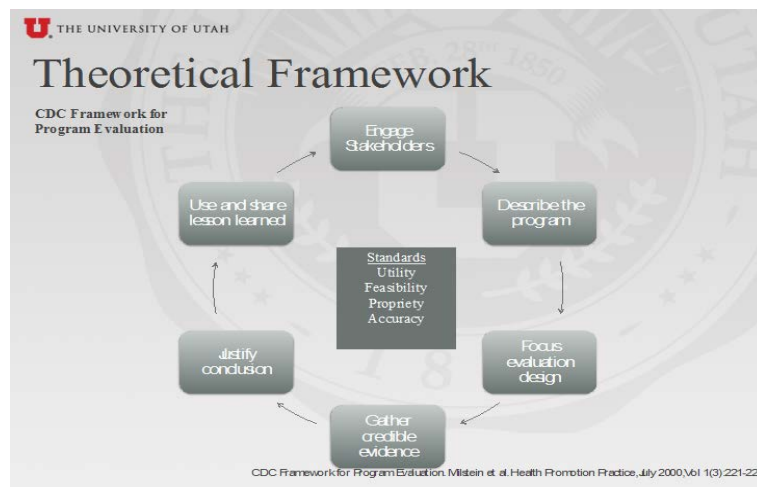 THE UNIVERSITY OF UTAH
Theoretical Framework
CDC Framework for
Program Evaluation
Engage
Stakeholders
Describe the
program
Focus
evaluation
design
Gather
credible
evidence
Justify
conclusion
Use and share
lesson learned
Standards
Utility
Feasibility
Propriety
Accuracy
CDC Framework for Program Evaluation. Milstein et al. Health Promotion Practice, July 2000, Vol 1(3):221-22